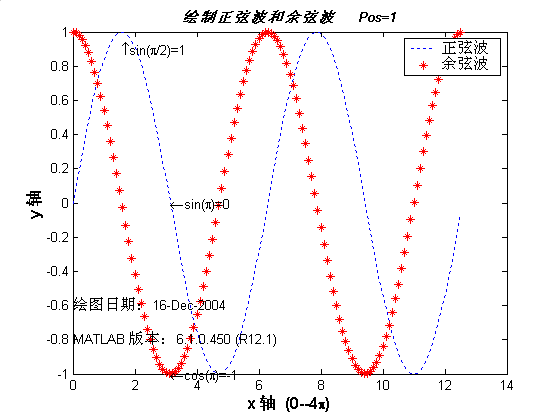 绘制正弦波和余弦波 Pos=1
正弦波
余弦波
1
0.8
0.6
0.4
0.2
0
-0.2
-0.4
-0.6
-0.8
-1
y 轴
↑sin(π/2)=1
←sin(π)=0
绘图日期：16-Dec-2004
MATLAB 版本：6.1.0.450 (R12.1)
←cos(π)=-1
0 2 4 6 8 10 12 14
x 轴 (0--4π)